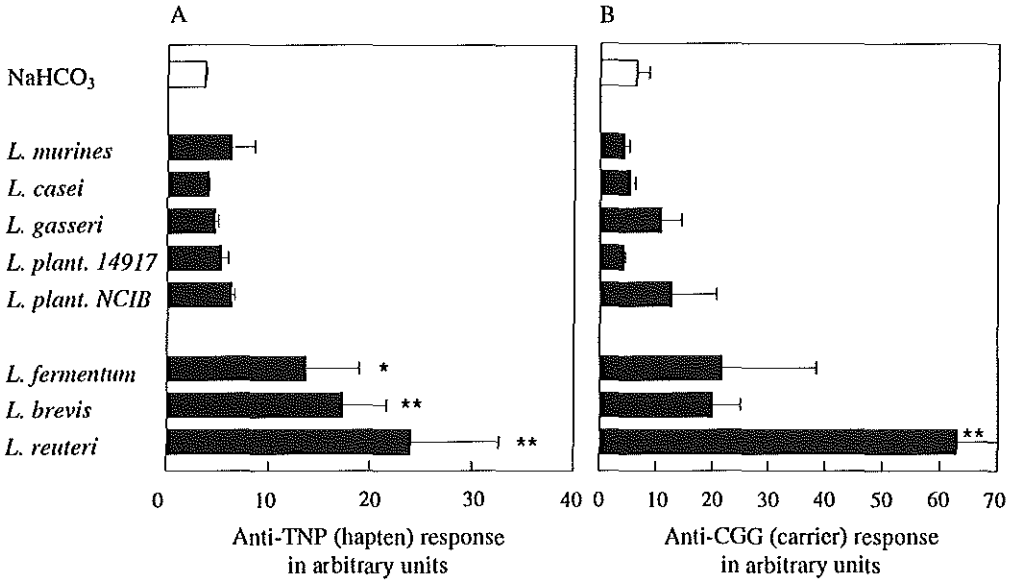 A
B
NaHCO3
L. murines
L. casei
L. gasseri
L. plant. 14917
L. plant. NCIB
L. fermentum
*
L. brevis
**
L. reuteri
**
**
0 10 20 30 40
0 10 20 30 40 50 60 70
Anti-TNP (hapten) response
in arbitrary units
Anti-CGG (carrier) response
in arbitrary units